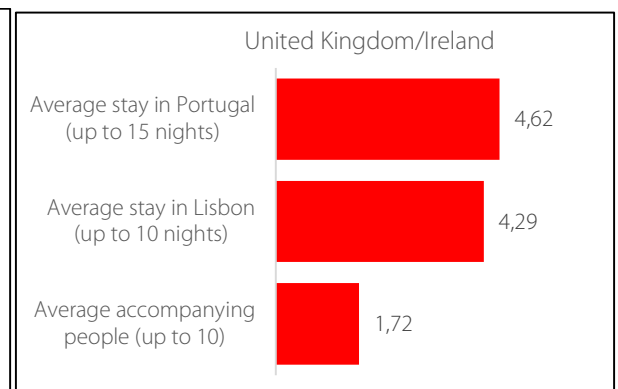 United Kingdom/Ireland
Average stay in Portugal
(up to 15 nights)
4,62
Average stay in Lisbon
(up to 10 nights)
4,29
Average accompanying
people (up to 10)
1,72